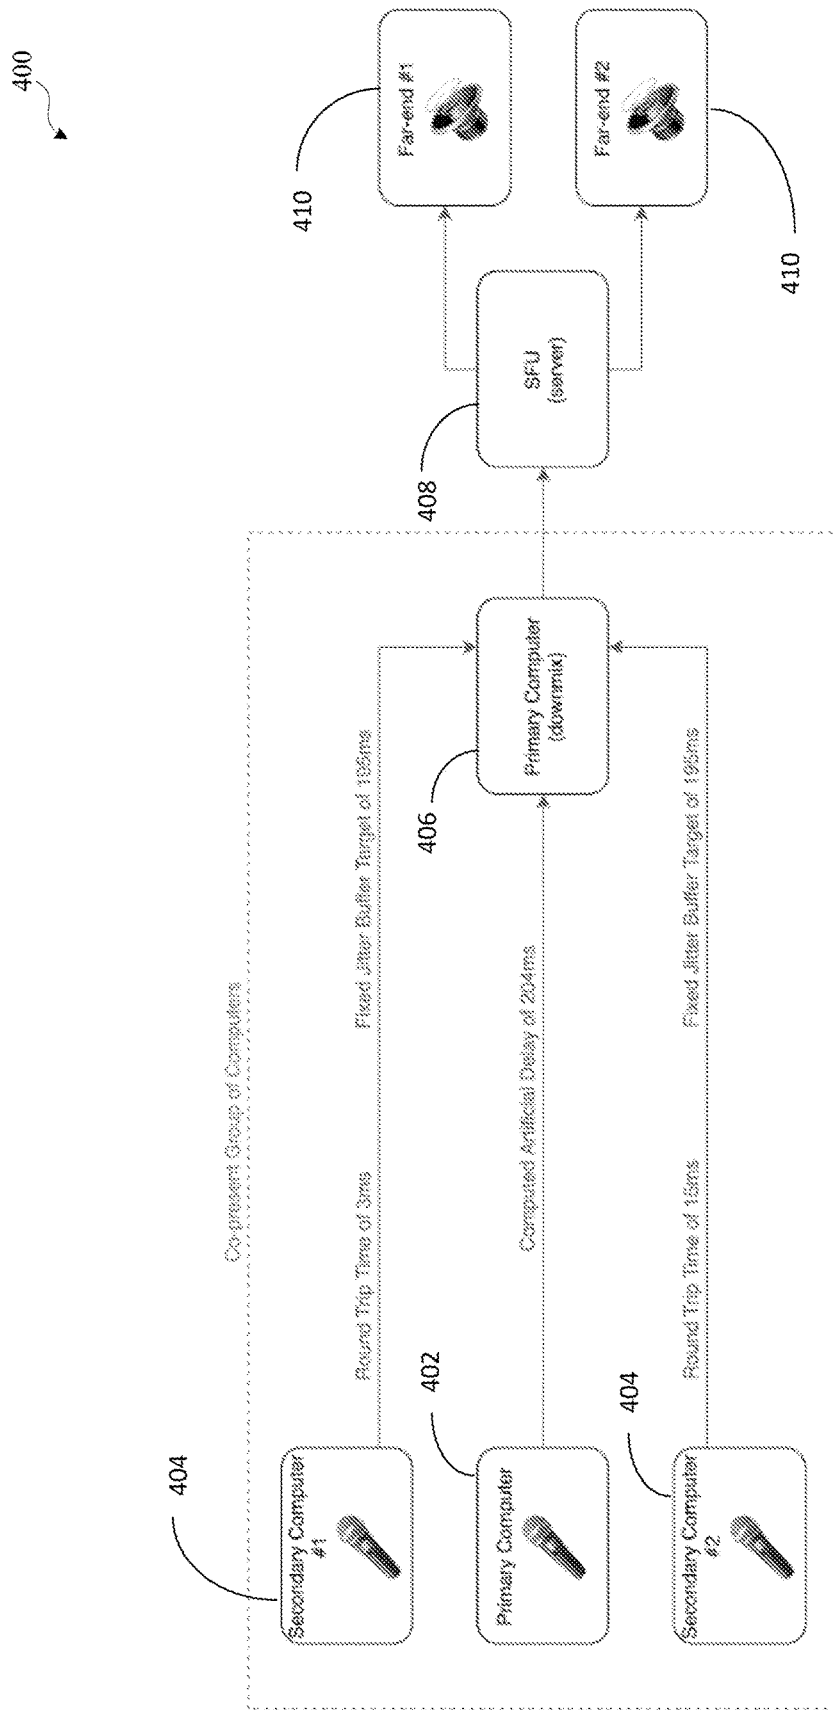 400
Co-present Group of Computers
404
Secondary Computer
#1
Round Trip Time of 3ms
Fixed Jitter Buffer Target of 195ms
410
Far-end #1
402
Primary Computer
Computed Artificial Delay of 204ms
406
Primary Computer
(downmix)
408
SFU
(server)
404
Secondary Computer
#2
Round Trip Time of 15ms
Fixed Jitter Buffer Target of 195ms
Far-end #2
410